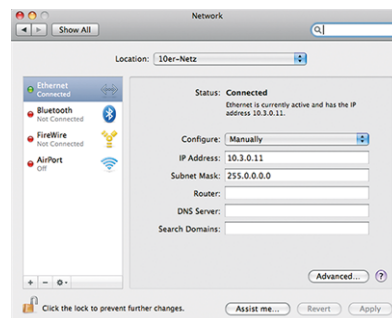 Network
Show All
Location: 10er-Netz
Ethernet
Connected
Bluetooth
Not Connected
FireWire
Not Connected
AirPort
Off
Status: Connected
Ethernet is currently active and has the IP
address 10.3.0.11.
Configure: Manually
IP Address: 10.3.0.11
Subnet Mask: 255.0.0.0.0
Router:
DNS Server:
Search Domains:
Advanced... ?
Click the lock to prevent further changes.
Assist me... Revert Apply